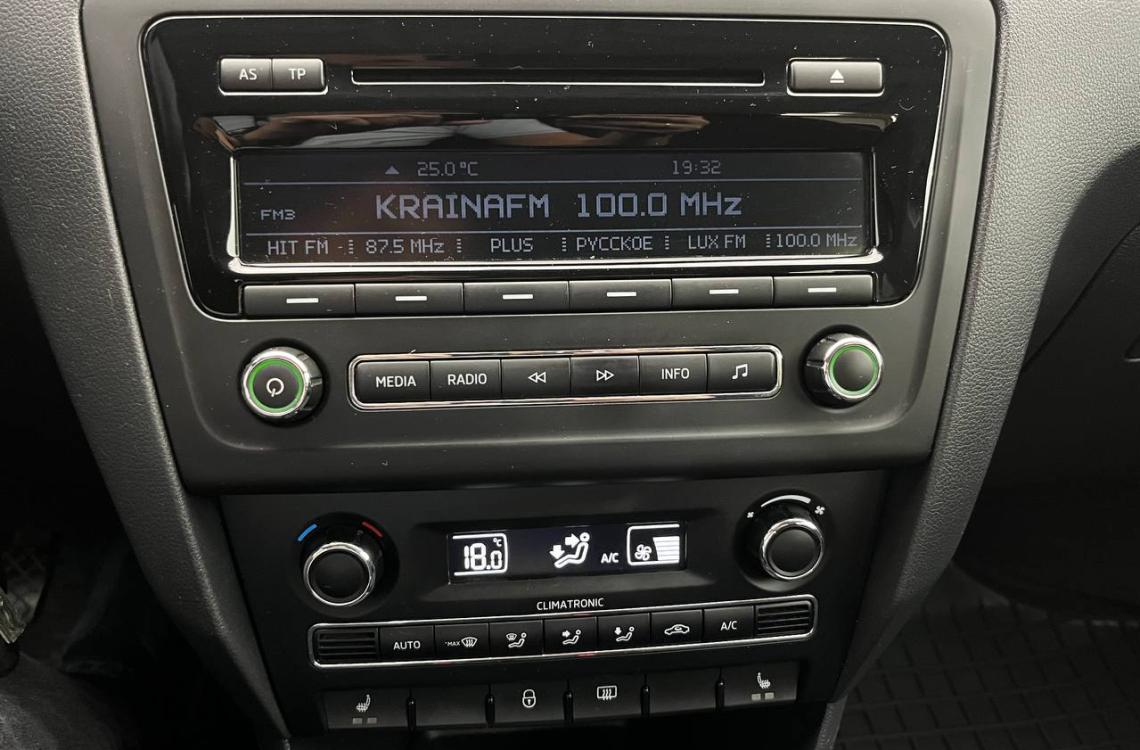 AS TP
25.0°C 19:32
FM3 KRAINAFM 100.0 MHz
HIT FM 87.5 MHz PLUS РУССКОЕ LUX FM 100.0 MHz
MEDIA RADIO INFO
18.0 °C A/C
CLIMATRONIC
AUTO MAX A/C